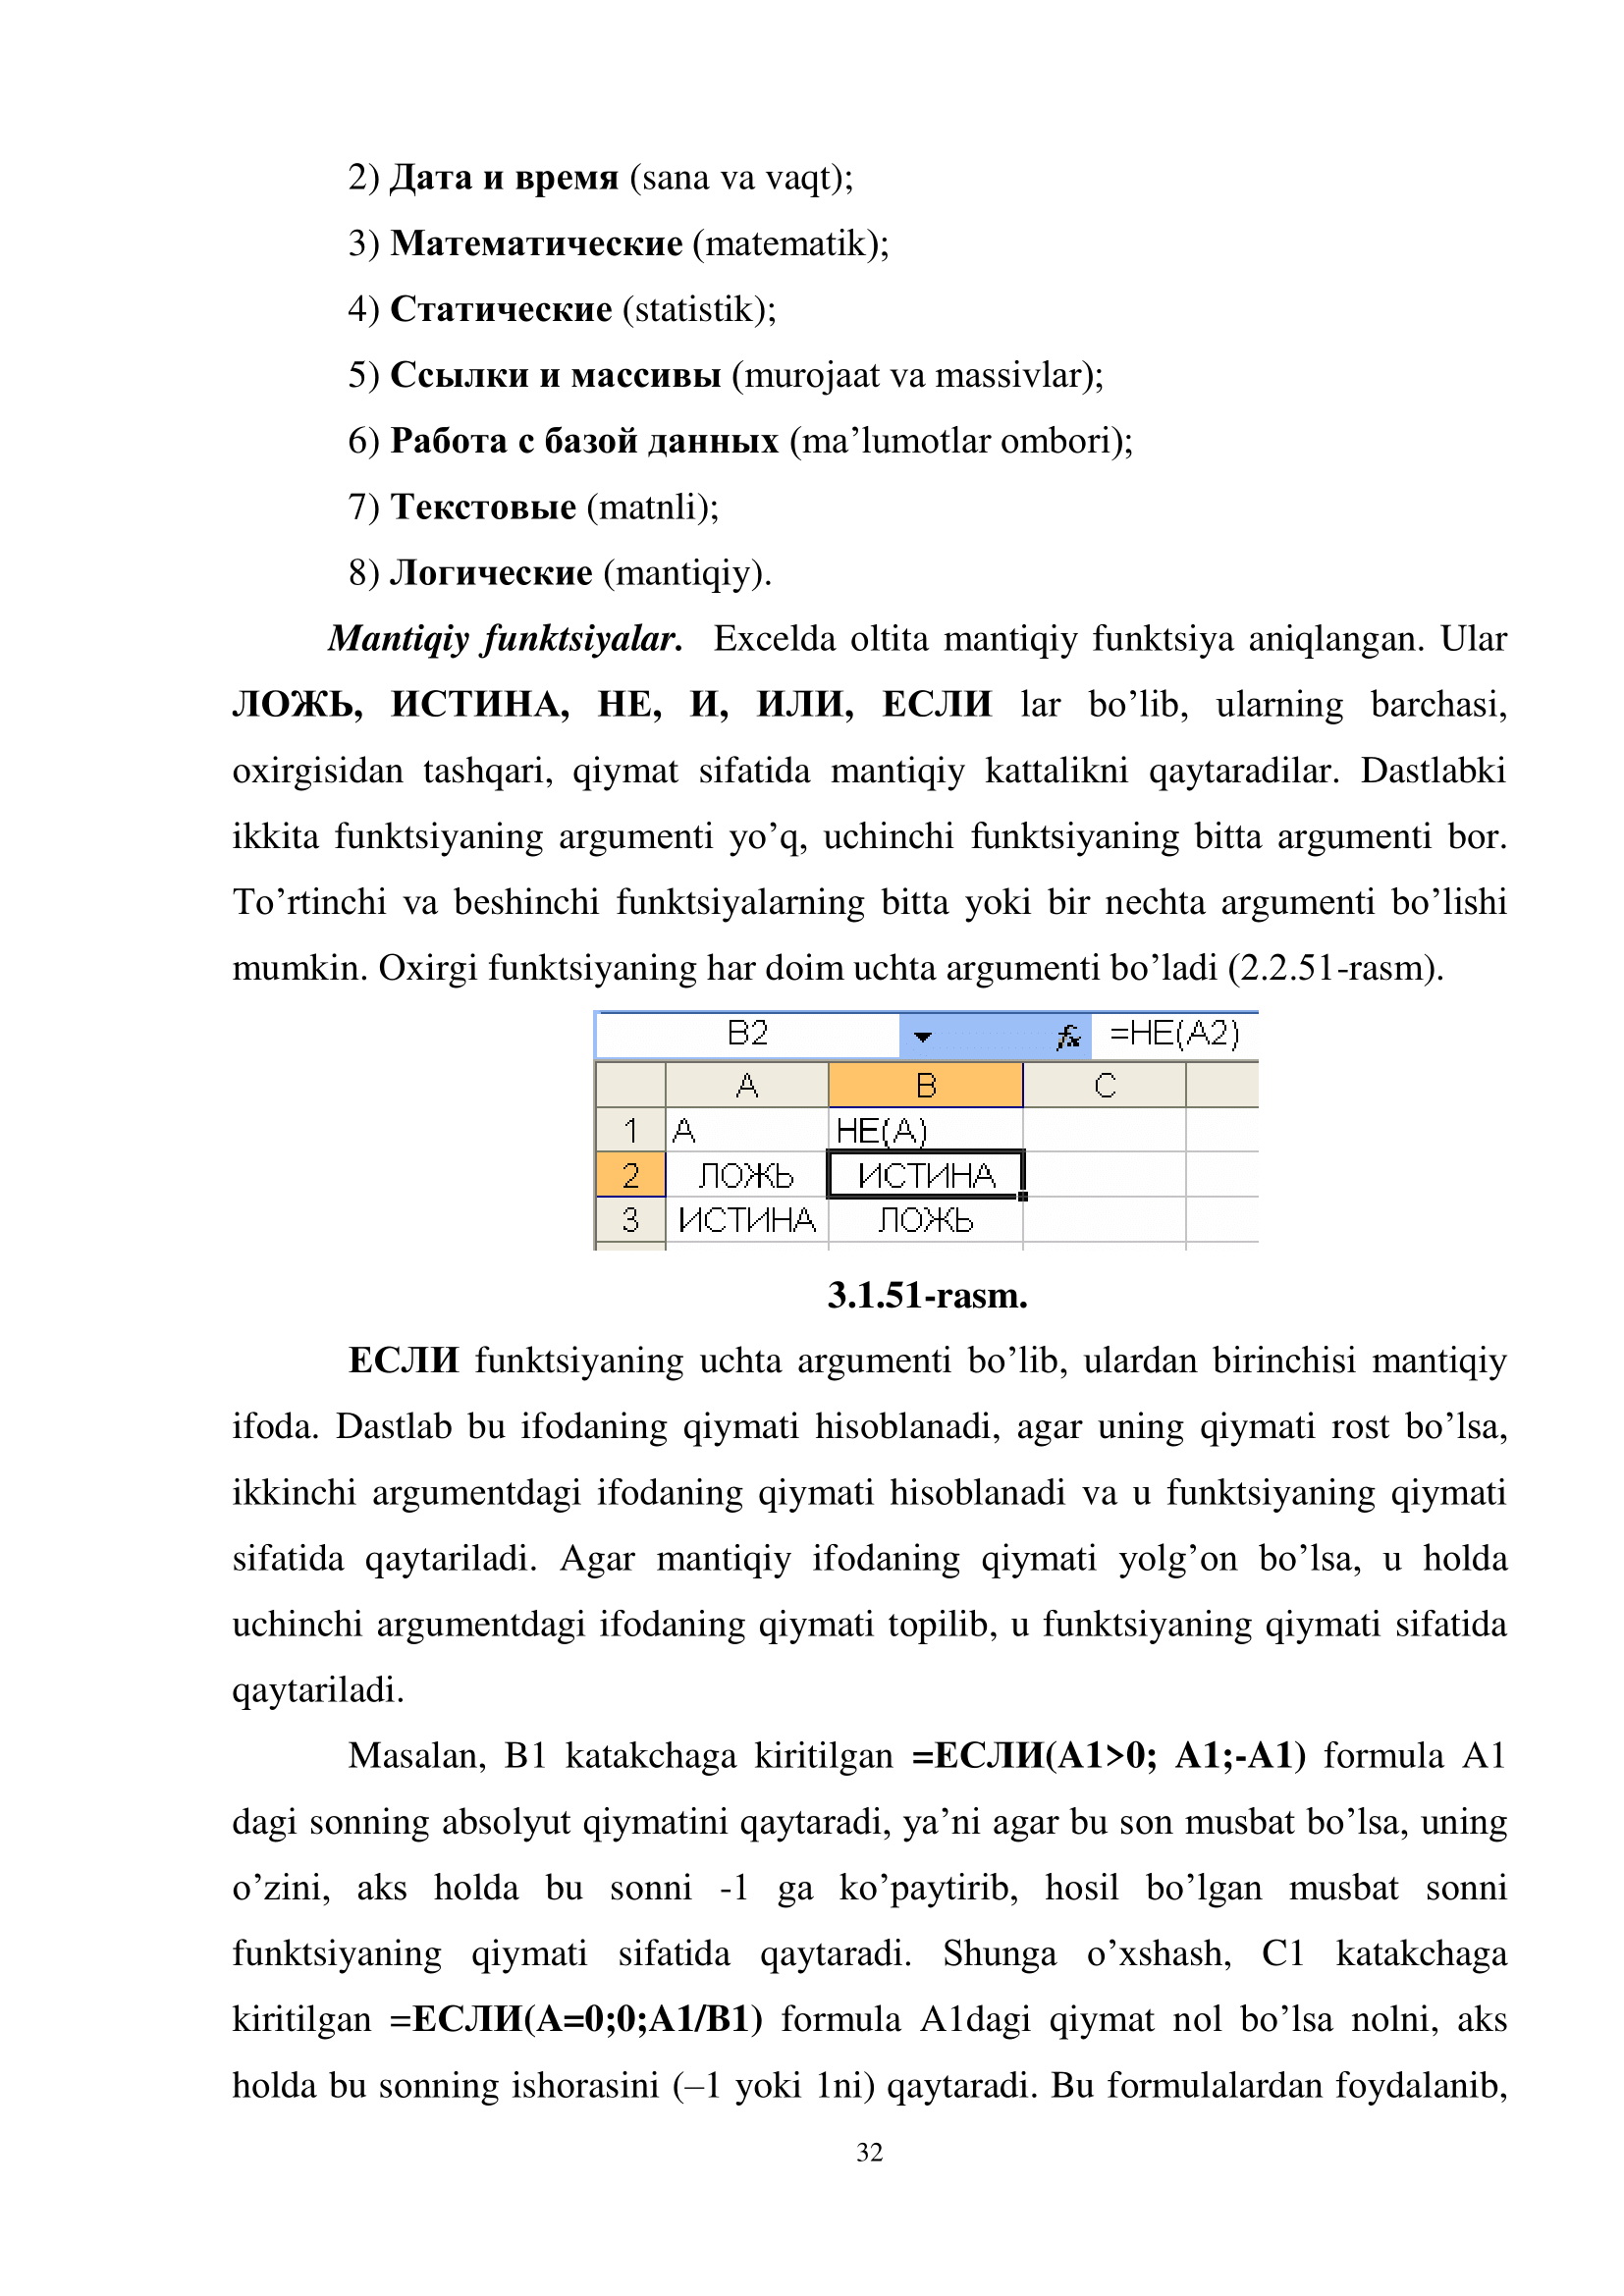 2) Дата и время (sana va vaqt);
3) Математические (matematik);
4) Статические (statistik);
5) Ссылки и массивы (murojaat va massivlar);
6) Работа с базой данных (ma’lumotlar ombori);
7) Текстовые (matnli);
8) Логические (mantiqiy).
Mantiqiy funktsiyalar. Excelda oltita mantiqiy funktsiya aniqlangan. Ular
ЛОЖЬ, ИСТИНА, НЕ, И, ИЛИ, ЕСЛИ lar bo’lib, ularning barchasi,
oxirgisidan tashqari, qiymat sifatida mantiqiy kattalikni qaytaradilar. Dastlabki
ikkita funktsiyaning argumenti yo’q, uchinchi funktsiyaning bitta argumenti bor.
To’rtinchi va beshinchi funktsiyalarning bitta yoki bir nechta argumenti bo’lishi
mumkin. Oxirgi funktsiyaning har doim uchta argumenti bo’ladi (2.2.51-rasm).
B2 fx =НЕ(A2)
A B C
1 A НЕ(A)
2 ЛОЖЬ ИСТИНА
3 ИСТИНА ЛОЖЬ
3.1.51-rasm.
ЕСЛИ funktsiyaning uchta argumenti bo’lib, ulardan birinchisi mantiqiy
ifoda. Dastlab bu ifodaning qiymati hisoblanadi, agar uning qiymati rost bo’lsa,
ikkinchi argumentdagi ifodaning qiymati hisoblanadi va u funktsiyaning qiymati
sifatida qaytariladi. Agar mantiqiy ifodaning qiymati yolg’on bo’lsa, u holda
uchinchi argumentdagi ifodaning qiymati topilib, u funktsiyaning qiymati sifatida
qaytariladi.
Masalan, B1 katakchaga kiritilgan =ЕСЛИ(A1>0; A1;-A1) formula A1
dagi sonning absolyut qiymatini qaytaradi, ya’ni agar bu son musbat bo’lsa, uning
o’zini, aks holda bu sonni -1 ga ko’paytirib, hosil bo’lgan musbat sonni
funktsiyaning qiymati sifatida qaytaradi. Shunga o’xshash, C1 katakchaga
kiritilgan =ЕСЛИ(A=0;0;A1/B1) formula A1dagi qiymat nol bo’lsa nolni, aks
holda bu sonning ishorasini (–1 yoki 1ni) qaytaradi. Bu formulalardan foydalanib,
32